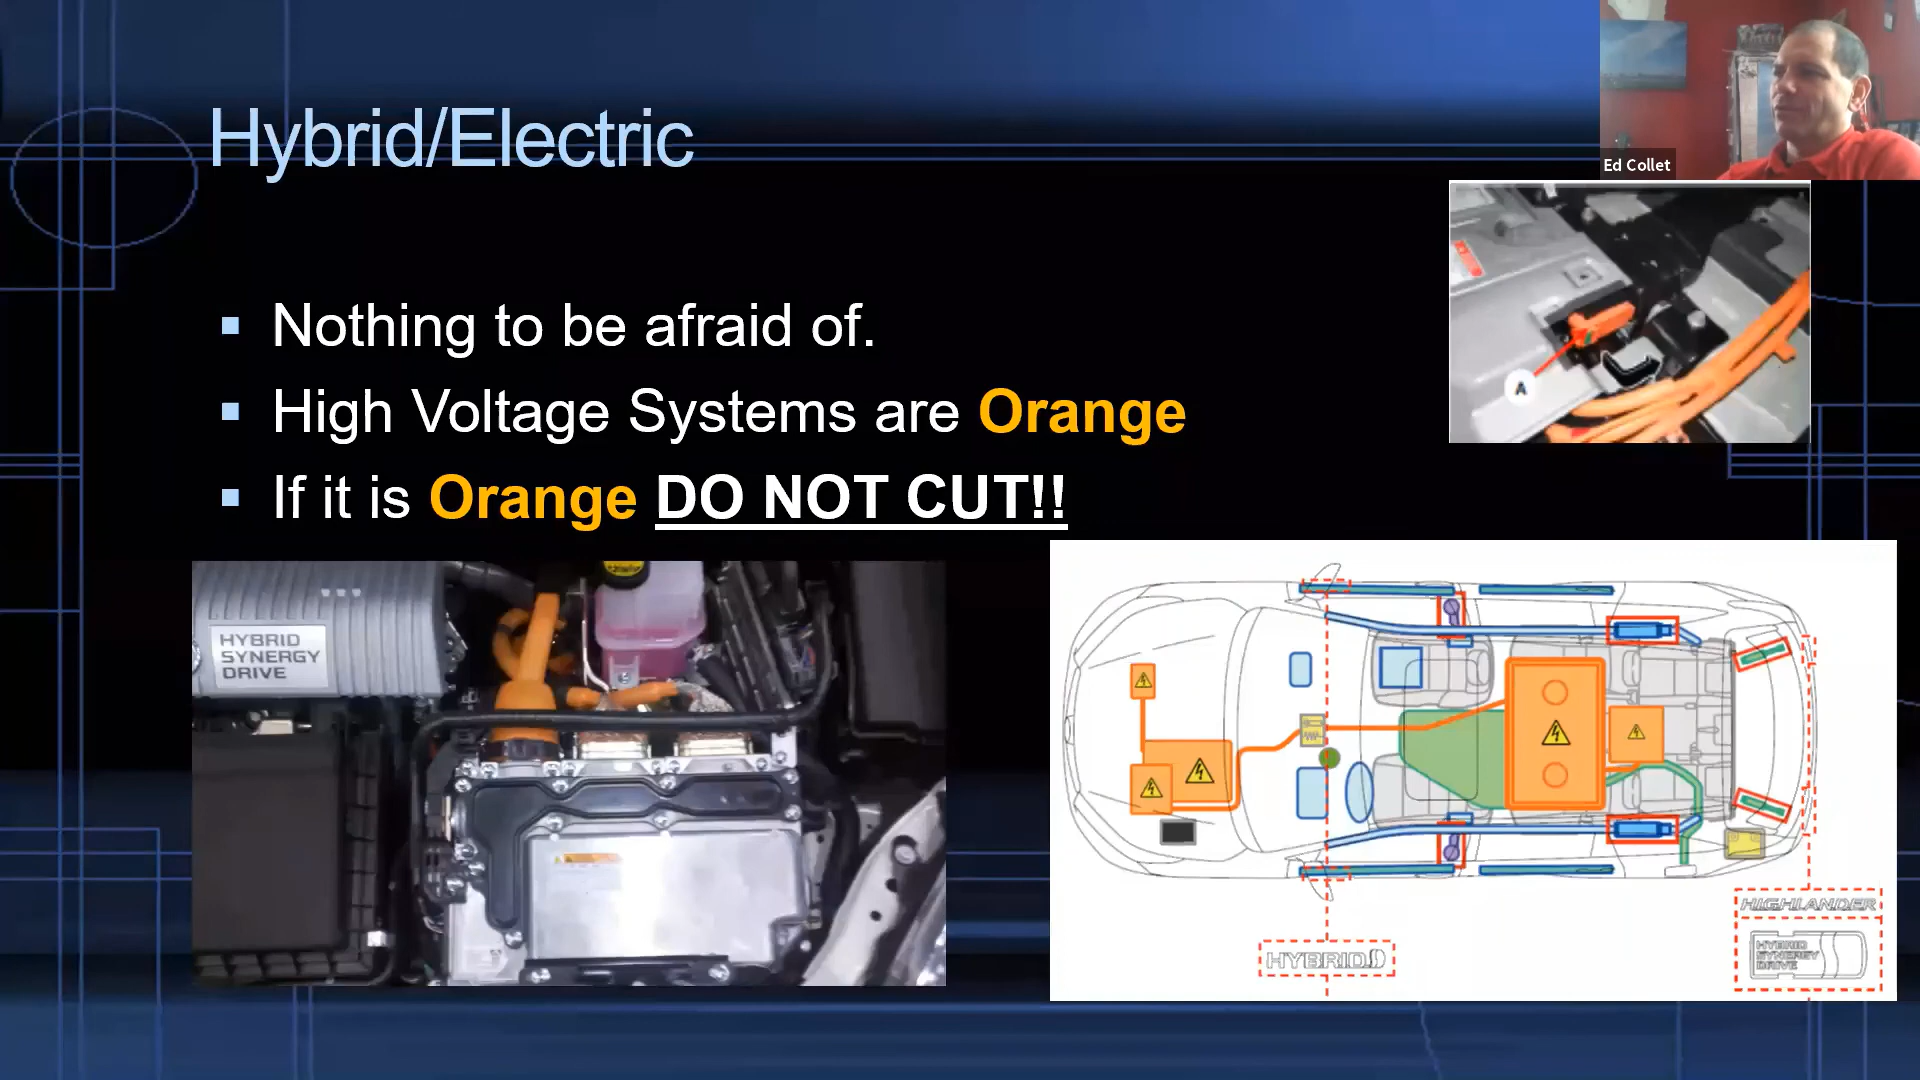 Hybrid/Electric
Ed Collet
Nothing to be afraid of.
High Voltage Systems are Orange
If it is Orange DO NOT CUT!!
A
HYBRID
SYNERGY
DRIVE
HYBRID
HIGHLANDER
HYBRID
SYNERGY
DRIVE